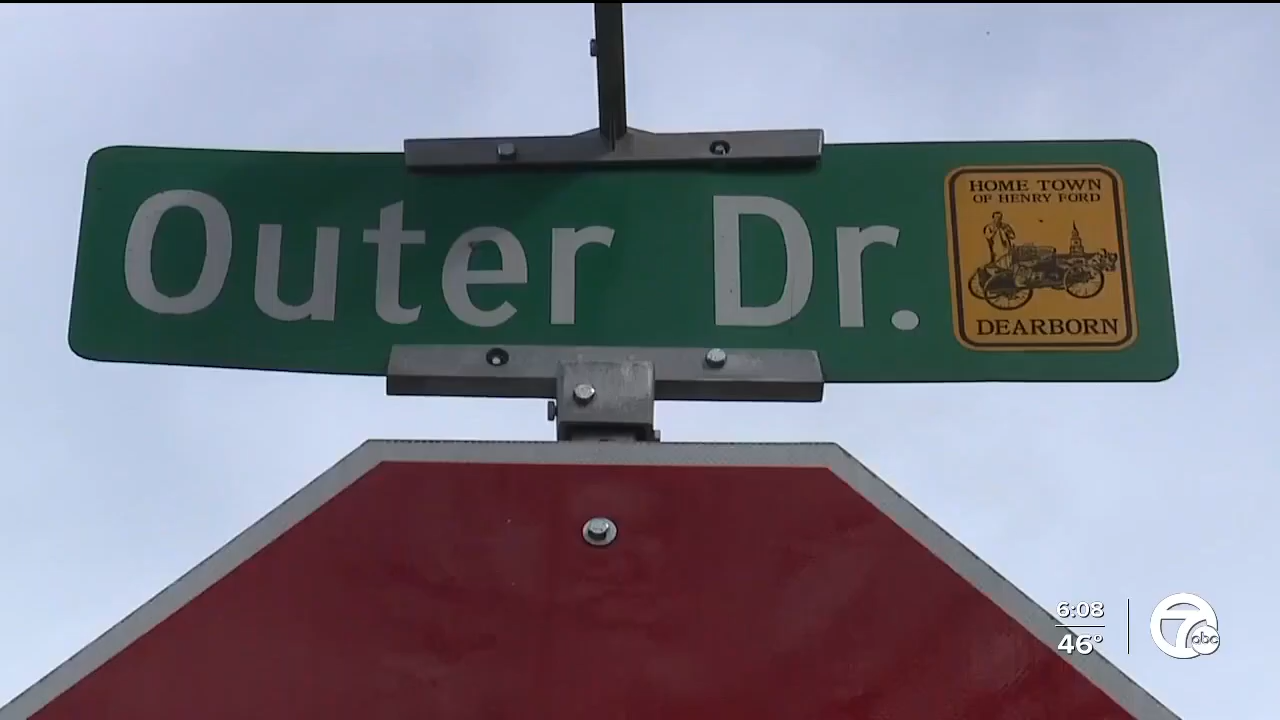 Outer Dr.
HOME TOWN
OF HENRY FORD
DEARBORN
6:08
46°
7 abc